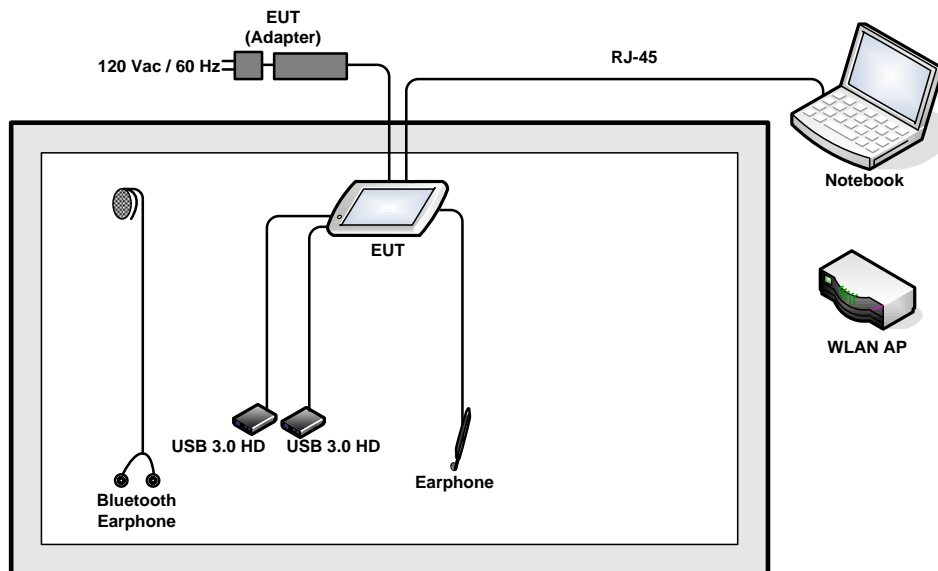 EUT
(Adapter)
120 Vac / 60 Hz
RJ-45
Notebook
EUT
WLAN AP
USB 3.0 HD
USB 3.0 HD
Earphone
Bluetooth
Earphone